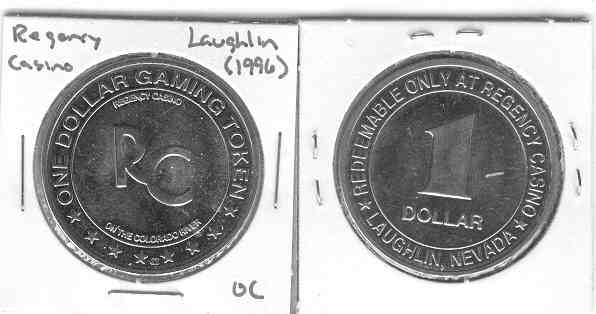 Regency
Casino
Laughlin
(1996)
ONE DOLLAR GAMING TOKEN
REGENCY CASINO
RC
ON THE COLORADO RIVER
UC
REDEEMABLE ONLY AT REGENCY CASINO
1
DOLLAR
LAUGHLIN, NEVADA